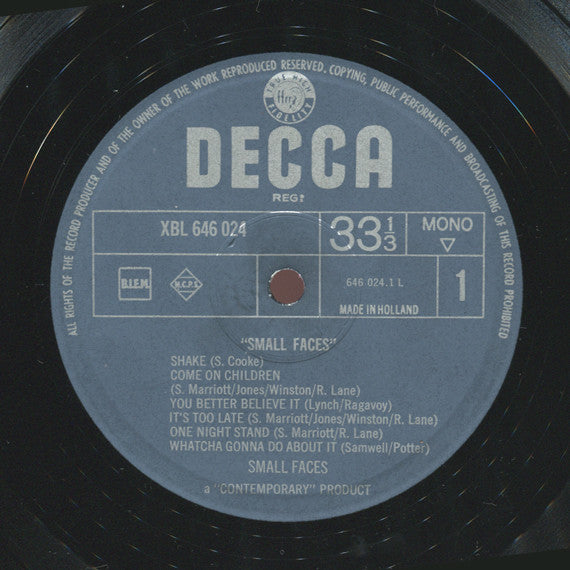 ALL RIGHTS OF THE RECORD PRODUCER AND OF THE OWNER OF THE WORK REPRODUCED RESERVED. COPYING, PUBLIC PERFORMANCE AND BROADCASTING OF THIS RECORD PROHIBITED
TRUE HIGH
Hrrr
FIDELITY
DECCA
REGD
XBL 646 024
33⅓
MONO
B.I.E.M.
M.C.P.S.
646 024.1 L
1
MADE IN HOLLAND
"SMALL FACES"
SHAKE (S. Cooke)
COME ON CHILDREN
(S. Marriott/Jones/Winston/R. Lane)
YOU BETTER BELIEVE IT (Lynch/Ragavoy)
IT'S TOO LATE (S. Marriott/Jones/Winston/R. Lane)
ONE NIGHT STAND (S. Marriott/R. Lane)
WHATCHA GONNA DO ABOUT IT (Samwell/Potter)
SMALL FACES
a "CONTEMPORARY" PRODUCT